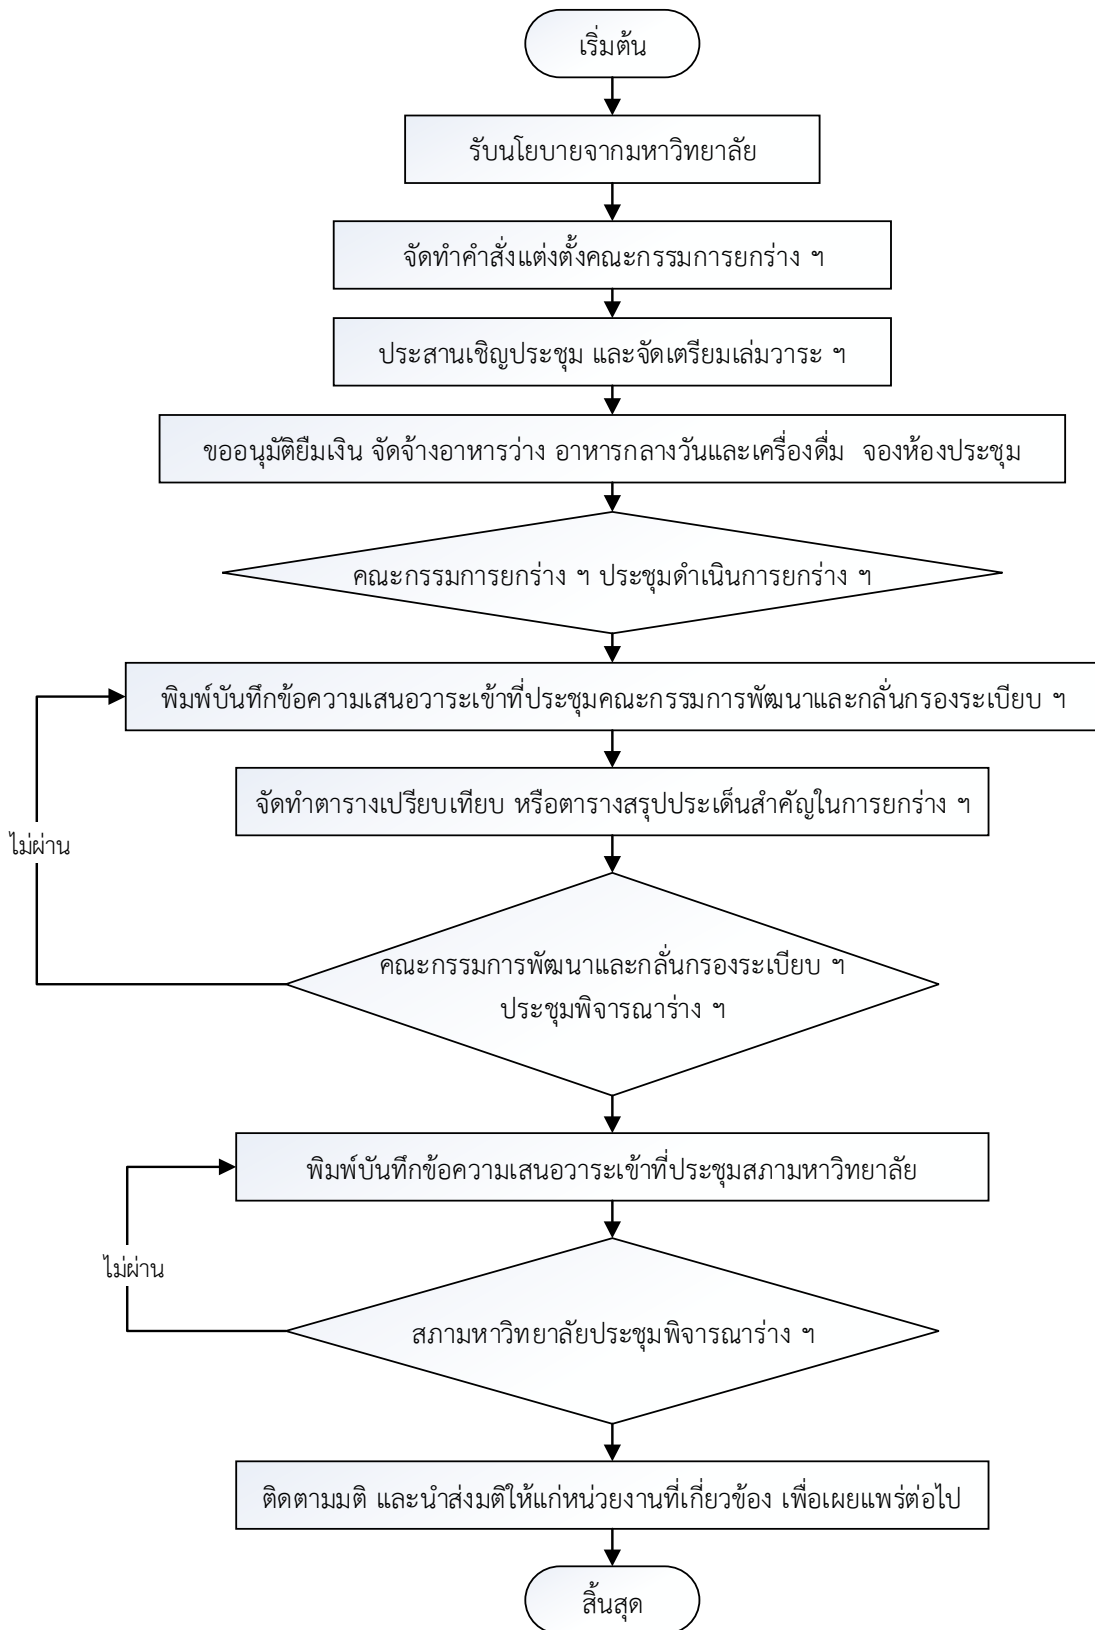 เริ่มต้น
รับนโยบายจากมหาวิทยาลัย
จัดทำคำสั่งแต่งตั้งคณะกรรมการยกร่าง ฯ
ประสานเชิญประชุม และจัดเตรียมเล่มวาระ ฯ
ขออนุมัติยืมเงิน จัดจ้างอาหารว่าง อาหารกลางวันและเครื่องดื่ม จองห้องประชุม
คณะกรรมการยกร่าง ฯ ประชุมดำเนินการยกร่าง ฯ
พิมพ์บันทึกข้อความเสนอวาระเข้าที่ประชุมคณะกรรมการพัฒนาและกลั่นกรองระเบียบ ฯ
จัดทำตารางเปรียบเทียบ หรือตารางสรุปประเด็นสำคัญในการยกร่าง ฯ
ไม่ผ่าน
คณะกรรมการพัฒนาและกลั่นกรองระเบียบ ฯ
ประชุมพิจารณาร่าง ฯ
พิมพ์บันทึกข้อความเสนอวาระเข้าที่ประชุมสภามหาวิทยาลัย
ไม่ผ่าน
สภามหาวิทยาลัยประชุมพิจารณาร่าง ฯ
ติดตามมติ และนำส่งมติให้แก่หน่วยงานที่เกี่ยวข้อง เพื่อเผยแพร่ต่อไป
สิ้นสุด